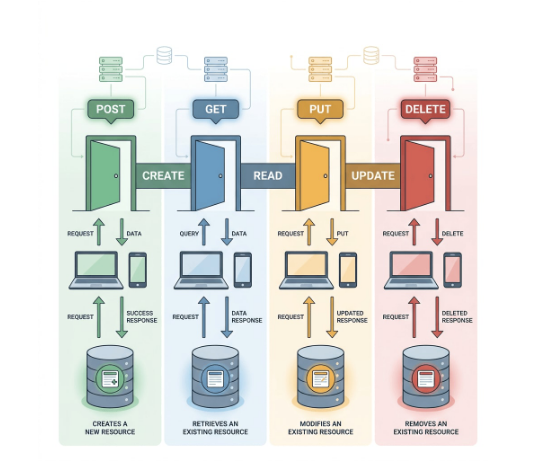 POST
GET
PUT
DELETE
CREATE
READ
UPDATE
REQUEST
DATA
QUERY
DATA
REQUEST
PUT
REQUEST
DELETE
REQUEST
SUCCESS
RESPONSE
REQUEST
DATA
RESPONSE
REQUEST
UPDATED
RESPONSE
REQUEST
DELETED
RESPONSE
CREATES A
NEW RESOURCE
RETRIEVES AN
EXISTING RESOURCE
MODIFIES AN
EXISTING RESOURCE
REMOVES AN
EXISTING RESOURCE